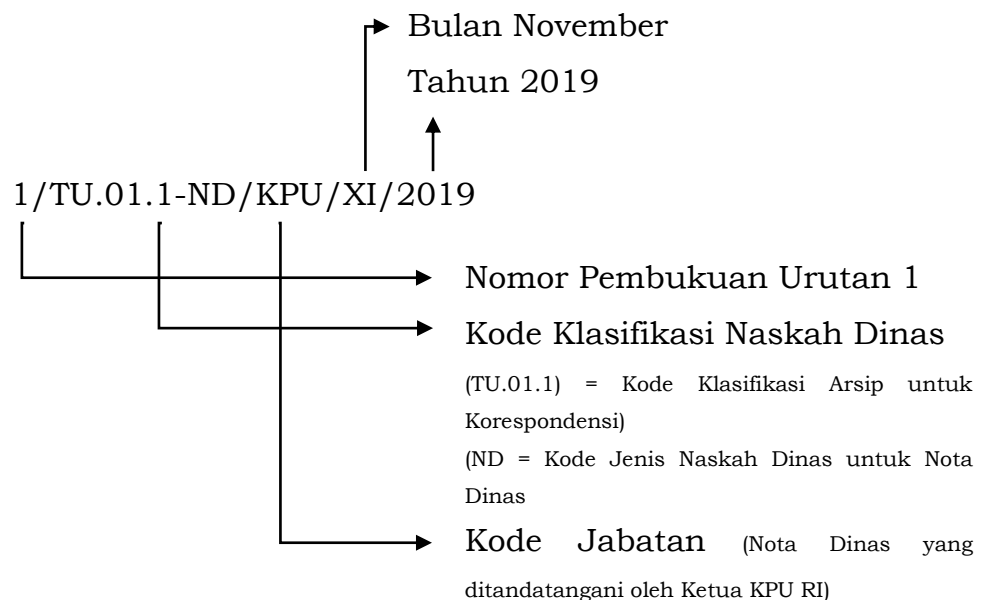 Bulan November
Tahun 2019
1/TU.01.1-ND/KPU/XI/2019
Nomor Pembukuan Urutan 1
Kode Klasifikasi Naskah Dinas
(TU.01.1) = Kode Klasifikasi Arsip untuk
Korespondensi)
(ND = Kode Jenis Naskah Dinas untuk Nota
Dinas
Kode Jabatan (Nota Dinas yang
ditandatangani oleh Ketua KPU RI)